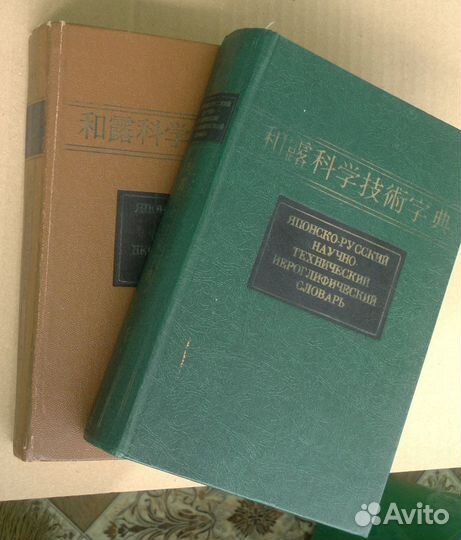 和露科学
ЯПОНСКО
和露科学技術字典
ЯПОНСКО-РУССКИЙ
НАУЧНО-
ТЕХНИЧЕСКИЙ
ИЕРОГЛИФИЧЕСКИЙ
СЛОВАРЬ
Avito